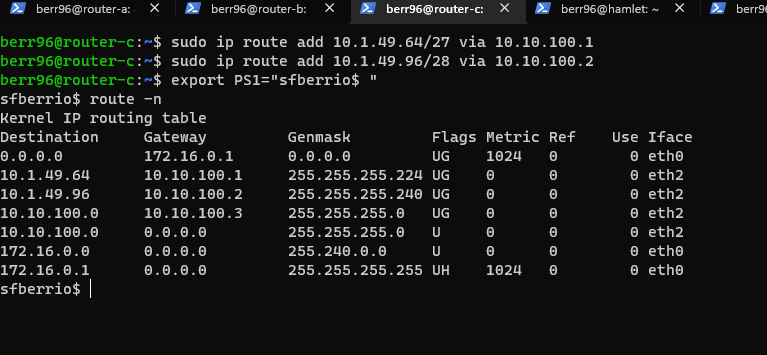 berr96@router-a: berr96@router-b: berr96@router-c: berr96@hamlet: ~
berr96@router-c:~$ sudo ip route add 10.1.49.64/27 via 10.10.100.1
berr96@router-c:~$ sudo ip route add 10.1.49.96/28 via 10.10.100.2
berr96@router-c:~$ export PS1="sfberrio$ "
sfberrio$ route -n
Kernel IP routing table
Destination Gateway Genmask Flags Metric Ref Use Iface
0.0.0.0 172.16.0.1 0.0.0.0 UG 1024 0 0 eth0
10.1.49.64 10.10.100.1 255.255.255.224 UG 0 0 0 eth2
10.1.49.96 10.10.100.2 255.255.255.240 UG 0 0 0 eth2
10.10.100.0 10.10.100.3 255.255.255.0 UG 0 0 0 eth2
10.10.100.0 0.0.0.0 255.255.255.0 U 0 0 0 eth2
172.16.0.0 0.0.0.0 255.240.0.0 U 0 0 0 eth0
172.16.0.1 0.0.0.0 255.255.255.255 UH 1024 0 0 eth0
sfberrio$